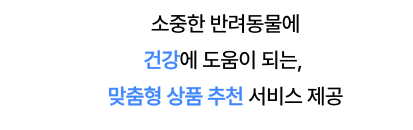 소중한 반려동물에
건강에 도움이 되는,
맞춤형 상품 추천 서비스 제공